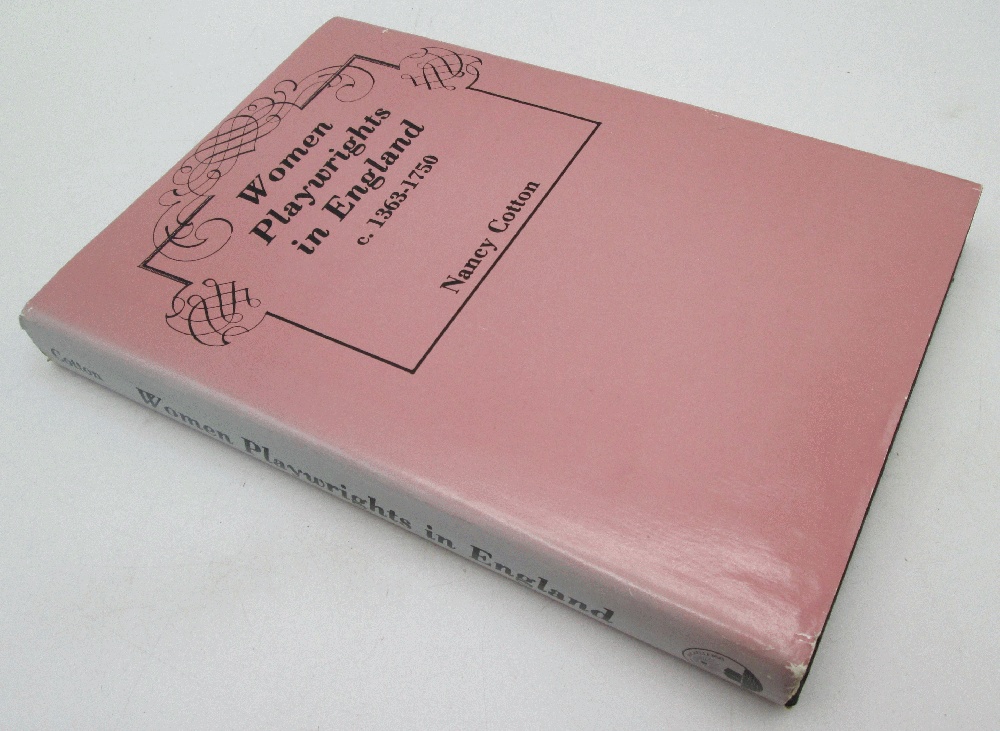 Women
Playwrights
in England
c. 1363-1750
Nancy Cotton
Cotton
Women Playwrights in England